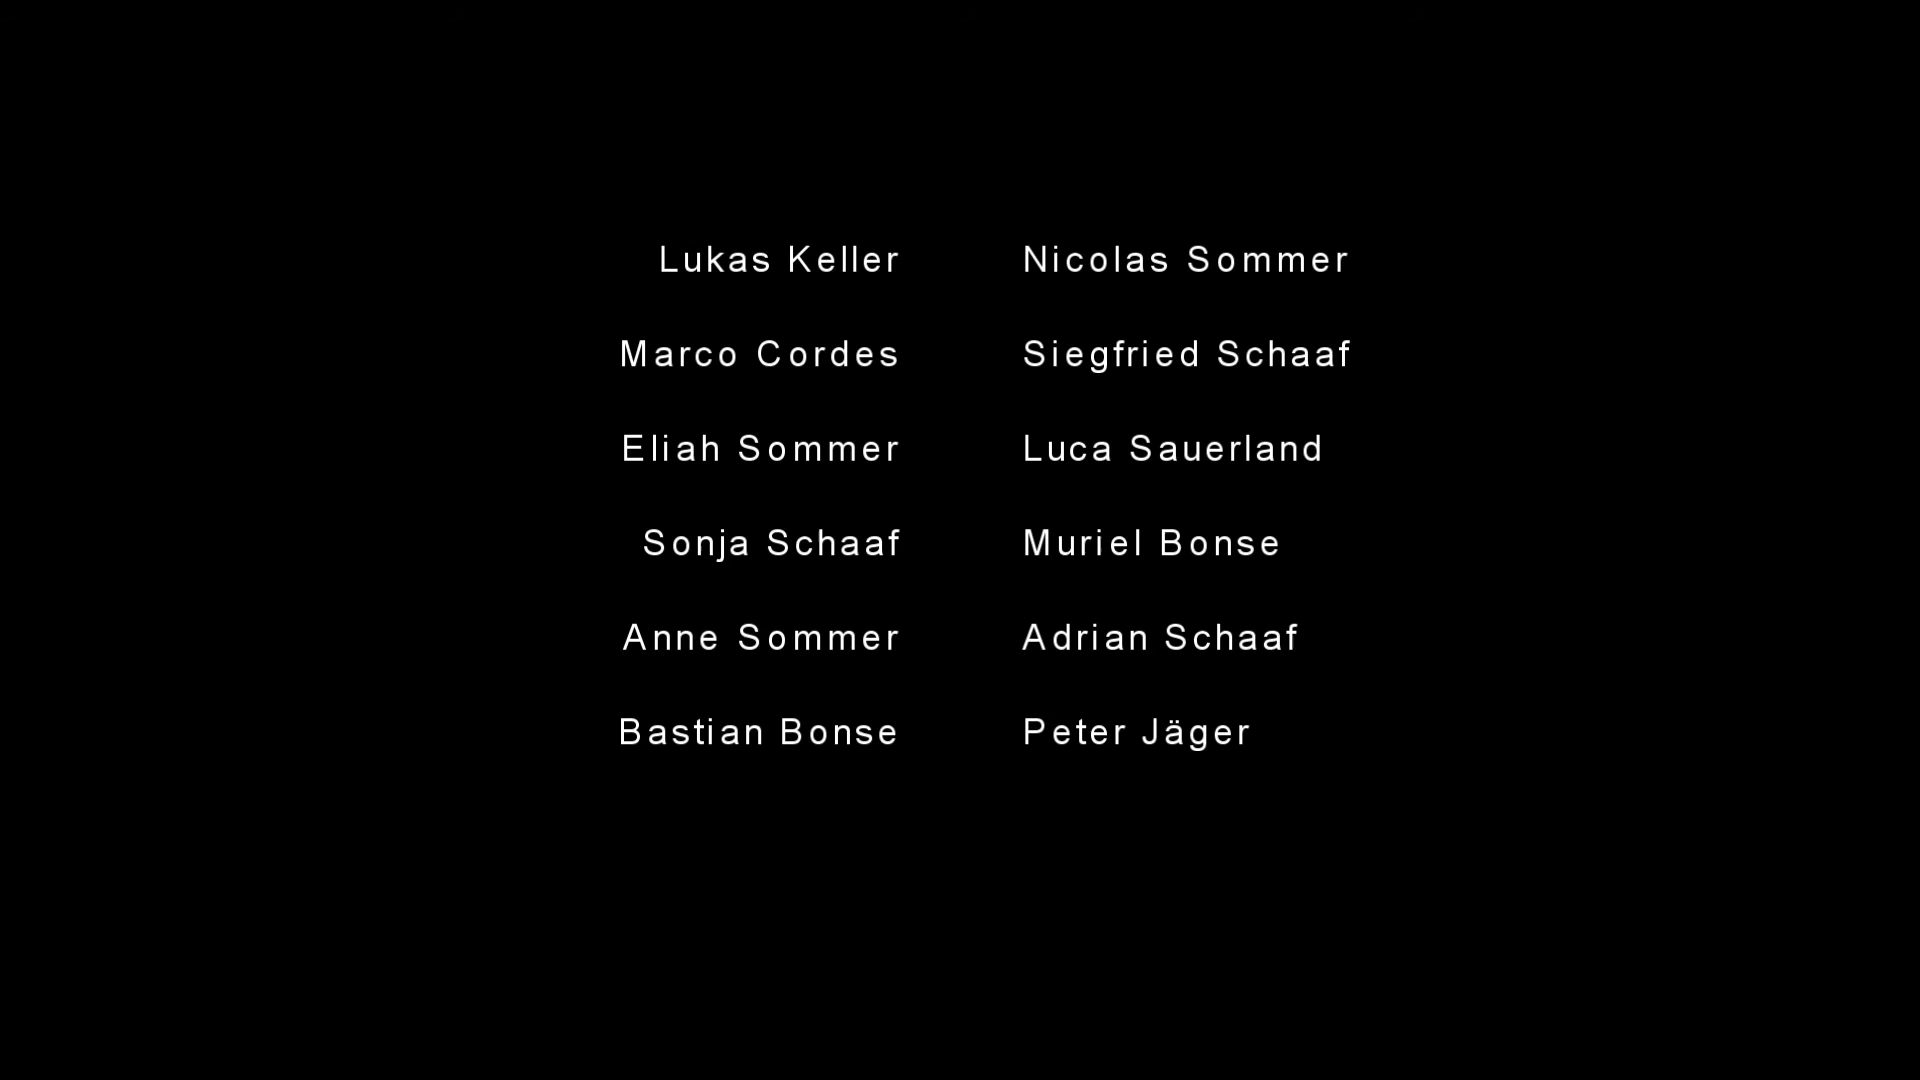 Lukas Keller Nicolas Sommer
Marco Cordes Siegfried Schaaf
Eliah Sommer Luca Sauerland
Sonja Schaaf Muriel Bonse
Anne Sommer Adrian Schaaf
Bastian Bonse Peter Jäger